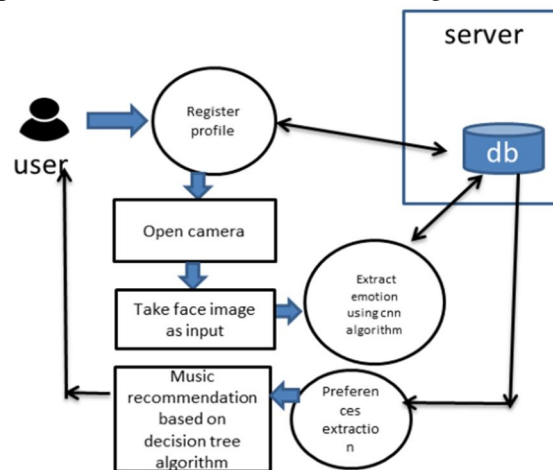 server
Register
profile
user
db
Open camera
Extract
emotion
using cnn
algorithm
Take face image
as input
Music
recommendation
based on
decision tree
algorithm
Preferen
ces
extractio
n